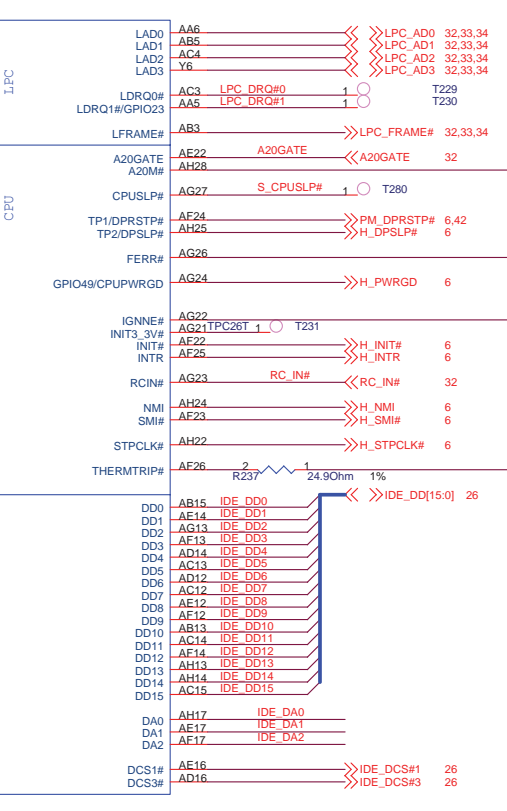 LPC
LAD0 AA6 LPC_AD0 32,33,34
LAD1 AB5 LPC_AD1 32,33,34
LAD2 AC4 LPC_AD2 32,33,34
LAD3 Y6 LPC_AD3 32,33,34
LDRQ0# AC3 LPC_DRQ#0 1 T229
LDRQ1#/GPIO23 AA5 LPC_DRQ#1 1 T230
LFRAME# AB3 LPC_FRAME# 32,33,34
CPU
A20GATE AE22 A20GATE A20GATE 32
A20M# AH28
CPUSLP# AG27 S_CPUSLP# 1 T280
TP1/DPRSTP# AF24 PM_DPRSTP# 6,42
TP2/DPSLP# AH25 H_DPSLP# 6
FERR# AG26
GPIO49/CPUPWRGD AG24 H_PWRGD 6
IGNNE# AG22
INIT3_3V# AG21 TPC26T 1 T231
INIT# AF22 H_INIT# 6
INTR AF25 H_INTR 6
RCIN# AG23 RC_IN# RC_IN# 32
NMI AH24 H_NMI 6
SMI# AF23 H_SMI# 6
STPCLK# AH22 H_STPCLK# 6
THERMTRIP# AF26 2 1
R237 24.9Ohm 1%
IDE_DD[15:0] 26
DD0 AB15 IDE_DD0
DD1 AE14 IDE_DD1
DD2 AG13 IDE_DD2
DD3 AF13 IDE_DD3
DD4 AD14 IDE_DD4
DD5 AC13 IDE_DD5
DD6 AD12 IDE_DD6
DD7 AC12 IDE_DD7
DD8 AE12 IDE_DD8
DD9 AF12 IDE_DD9
DD10 AB13 IDE_DD10
DD11 AC14 IDE_DD11
DD12 AF14 IDE_DD12
DD13 AH13 IDE_DD13
DD14 AH14 IDE_DD14
DD15 AC15 IDE_DD15
DA0 AH17 IDE_DA0
DA1 AE17 IDE_DA1
DA2 AF17 IDE_DA2
DCS1# AE16 IDE_DCS#1 26
DCS3# AD16 IDE_DCS#3 26